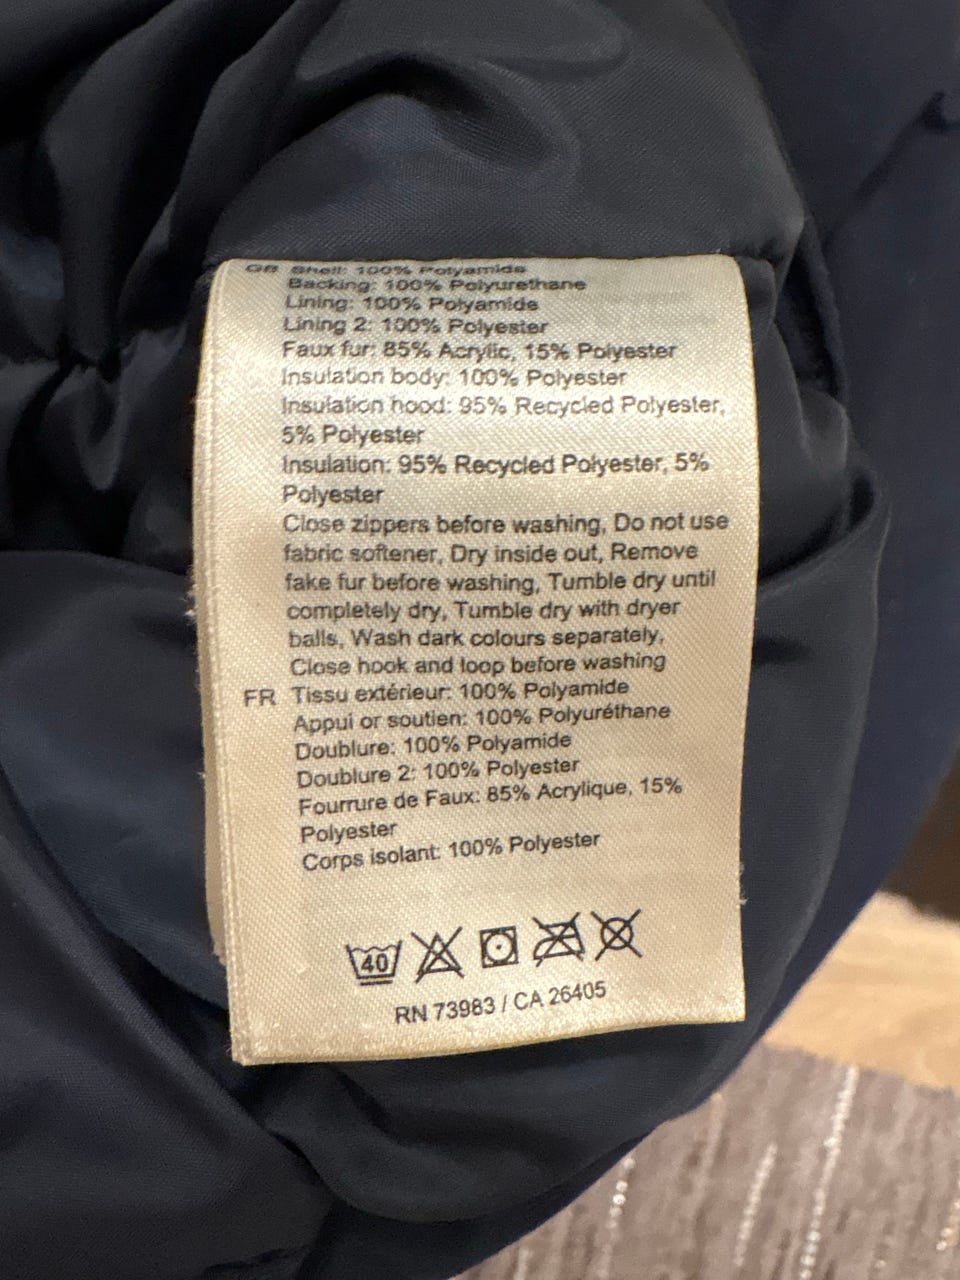 GB Shell: 100% Polyamide
Backing: 100% Polyurethane
Lining: 100% Polyamide
Lining 2: 100% Polyester
Faux fur: 85% Acrylic, 15% Polyester
Insulation body: 100% Polyester
Insulation hood: 95% Recycled Polyester,
5% Polyester
Insulation: 95% Recycled Polyester, 5%
Polyester
Close zippers before washing, Do not use
fabric softener, Dry inside out, Remove
fake fur before washing, Tumble dry until
completely dry, Tumble dry with dryer
balls, Wash dark colours separately,
Close hook and loop before washing
FR Tissu extérieur: 100% Polyamide
Appui or soutien: 100% Polyuréthane
Doublure: 100% Polyamide
Doublure 2: 100% Polyester
Fourrure de Faux: 85% Acrylique, 15%
Polyester
Corps isolant: 100% Polyester
40
RN 73983 / CA 26405